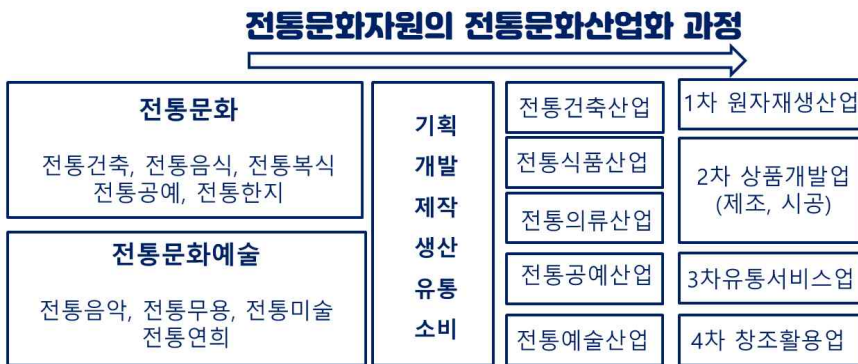 전통문화자원의 전통문화산업화 과정
전통문화
전통건축, 전통음식, 전통복식
전통공예, 전통한지
전통문화예술
전통음악, 전통무용, 전통미술
전통연희
기획
개발
제작
생산
유통
소비
전통건축산업
전통식품산업
전통의류산업
전통공예산업
전통예술산업
1차 원자재생산업
2차 상품개발업
(제조, 시공)
3차유통서비스업
4차 창조활용업